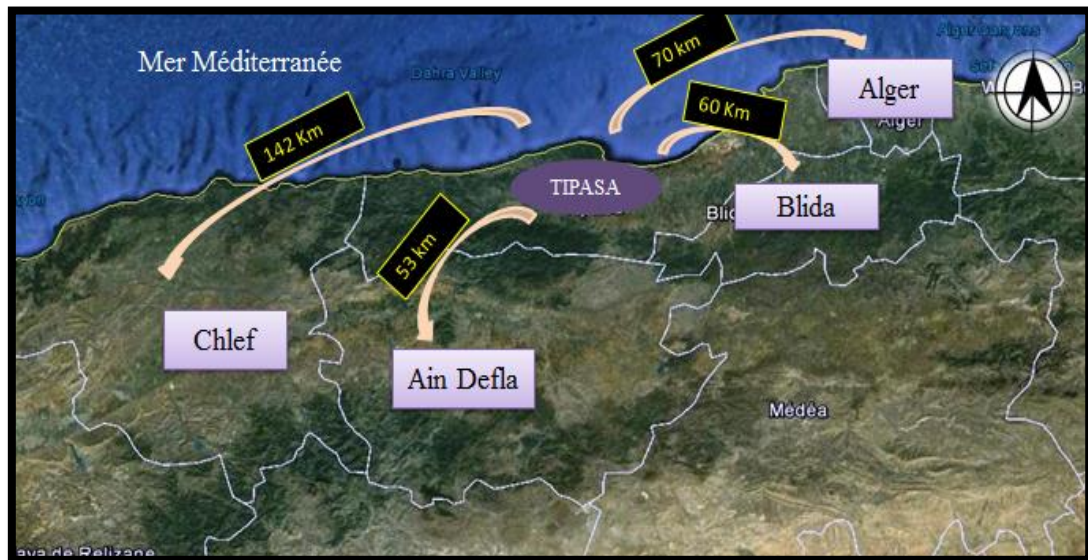 Mer Méditerranée
Dahra Valley
70 km
60 Km
142 Km
Alger
Alger
TIPASA
Blida
53 km
Chlef
Ain Defla
Médéa
aya de Relizane